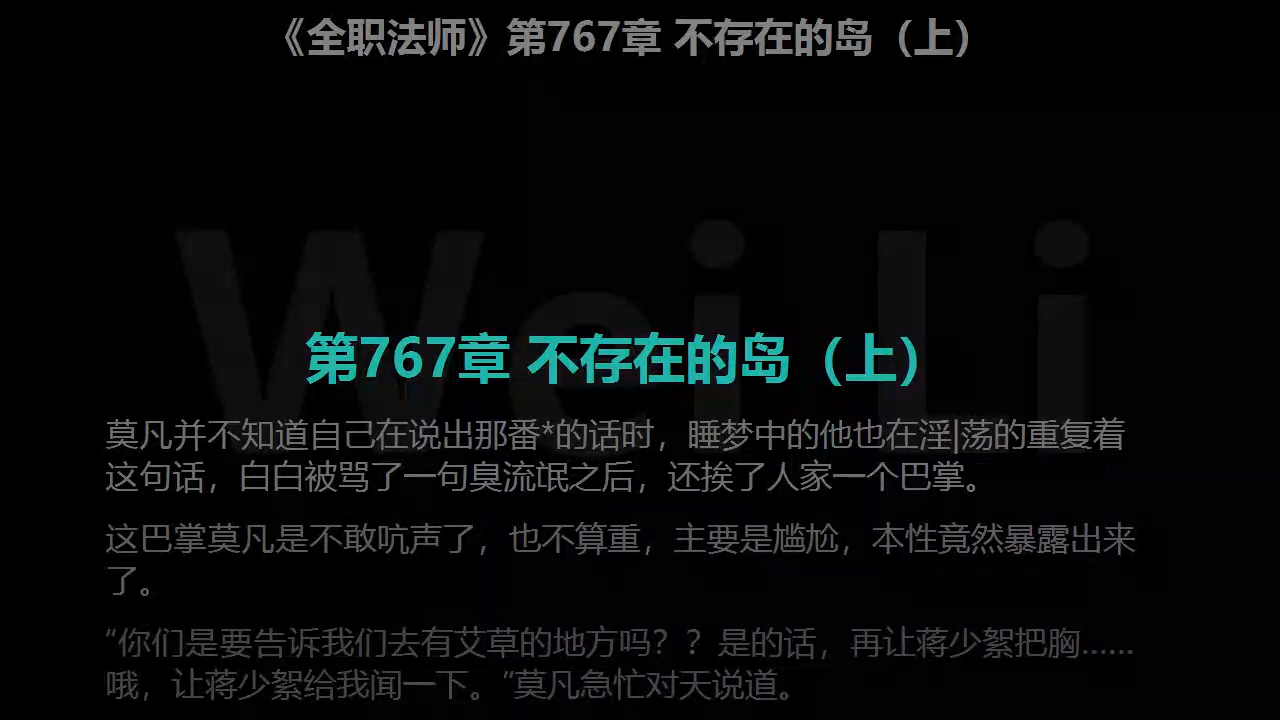 《全职法师》第767章 不存在的岛（上）
Wei Li
第767章 不存在的岛（上）
莫凡并不知道自己在说出那番*的话时，睡梦中的他也在淫|荡的重复着
这句话，白白被骂了一句臭流氓之后，还挨了人家一个巴掌。
这巴掌莫凡是不敢吭声了，也不算重，主要是尴尬，本性竟然暴露出来
了。
“你们是要告诉我们去有艾草的地方吗？？是的话，再让蒋少絮把胸......
哦，让蒋少絮给我闻一下。“莫凡急忙对天说道。